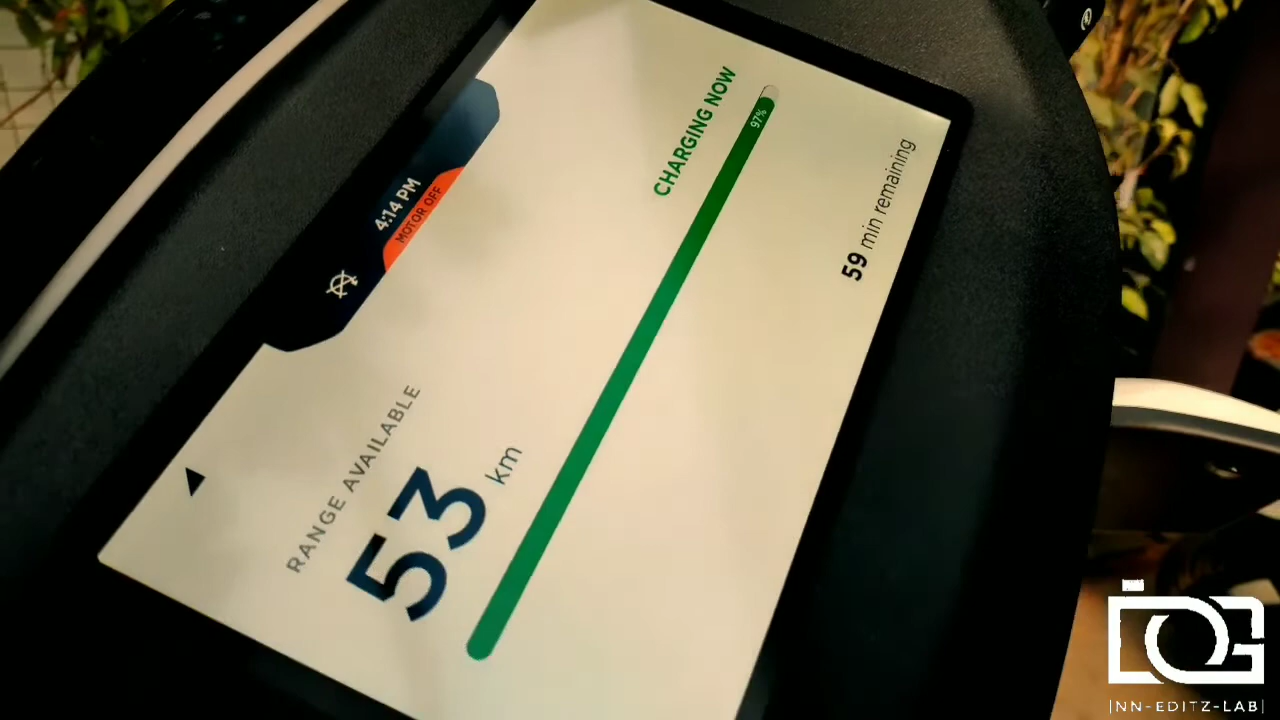 4:14 PM
MOTOR OFF
RANGE AVAILABLE
53 km
CHARGING NOW
97%
59 min remaining
|NN-EDITZ-LAB|